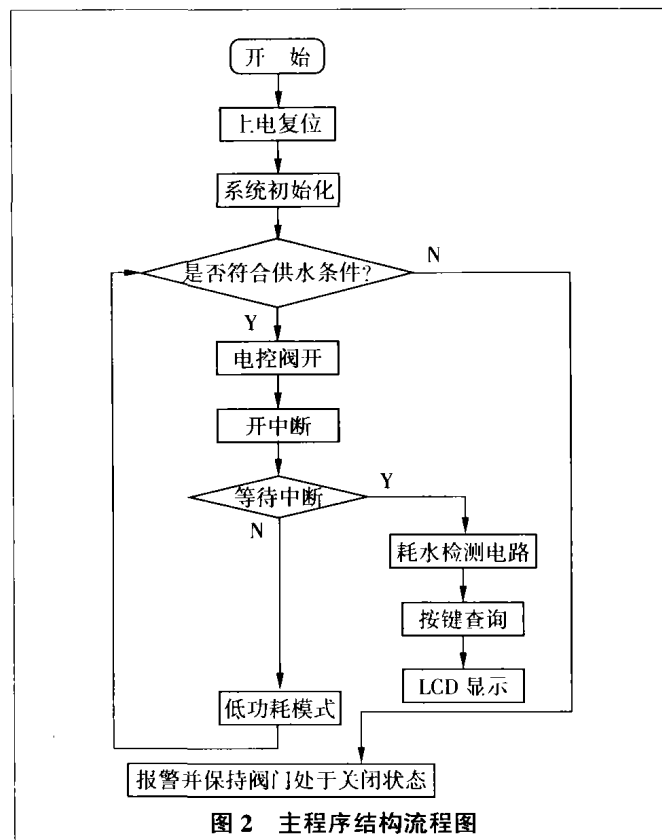 开 始
上电复位
系统初始化
是否符合供水条件?
N
Y
电控阀开
开中断
等待中断
Y
N
耗水检测电路
按键查询
LCD 显示
低功耗模式
报警并保持阀门处于关闭状态
图 2 主程序结构流程图